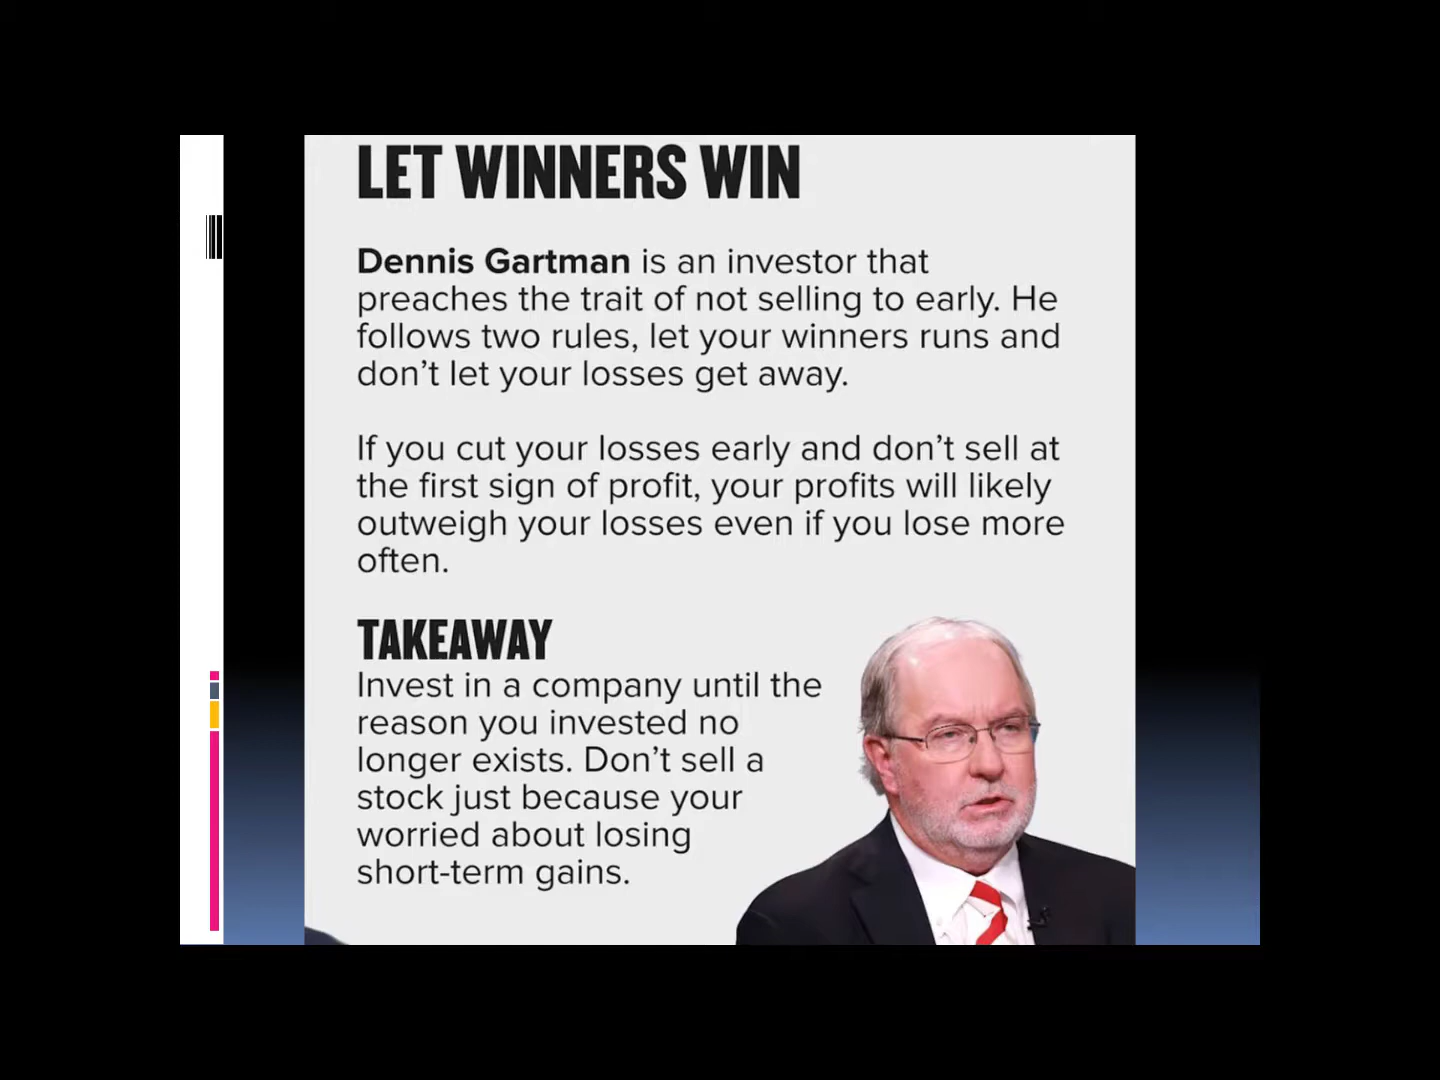 LET WINNERS WIN
Dennis Gartman is an investor that
preaches the trait of not selling to early. He
follows two rules, let your winners runs and
don’t let your losses get away.
If you cut your losses early and don’t sell at
the first sign of profit, your profits will likely
outweigh your losses even if you lose more
often.
TAKEAWAY
Invest in a company until the
reason you invested no
longer exists. Don’t sell a
stock just because your
worried about losing
short-term gains.